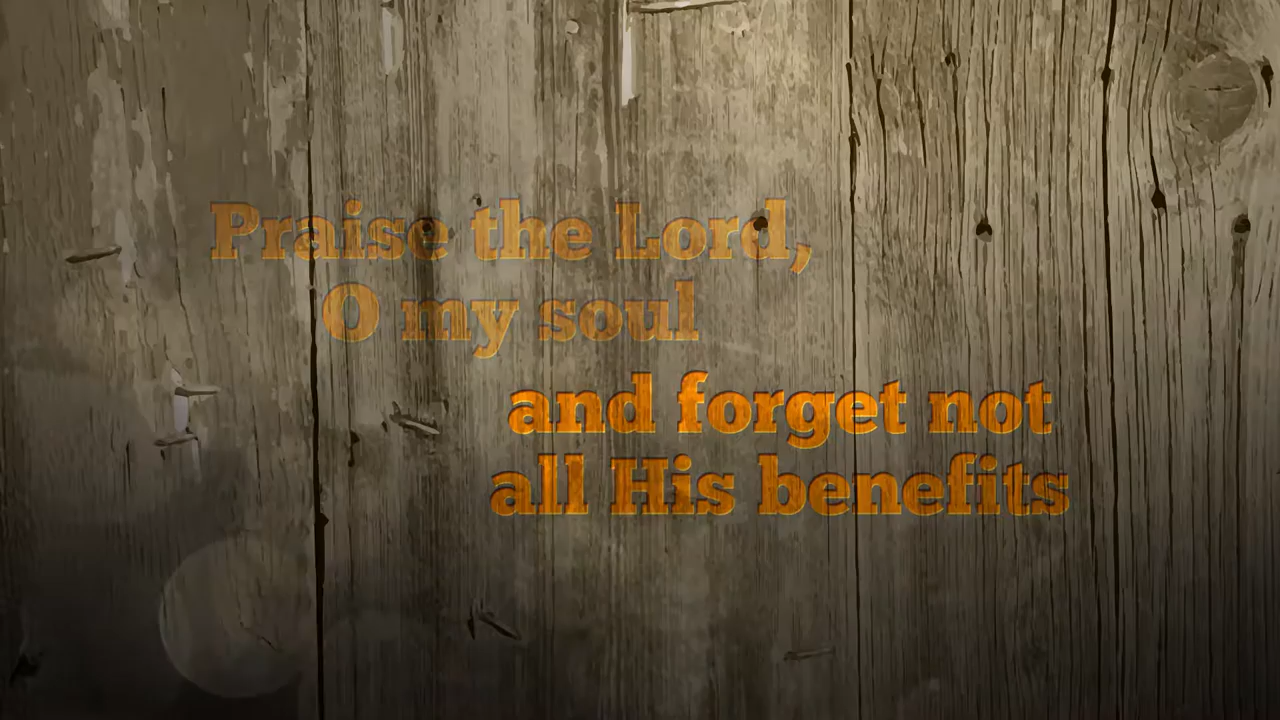 Praise the Lord,
O my soul
and forget not
all His benefits